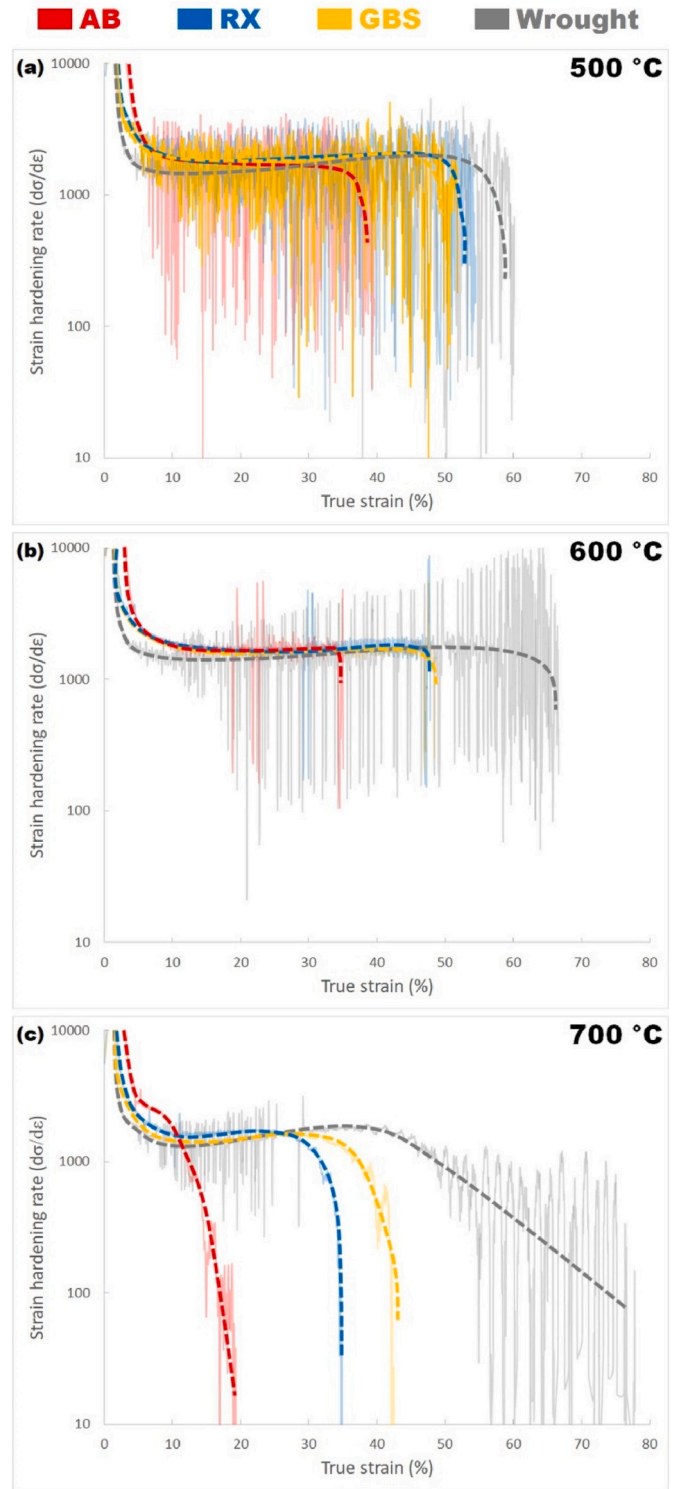 AB RX GBS Wrought
(a) 500 °C
10000
1000
100
10
Strain hardening rate (dσ/dε)
0 10 20 30 40 50 60 70 80
True strain (%)
(b) 600 °C
10000
1000
100
10
Strain hardening rate (dσ/dε)
0 10 20 30 40 50 60 70 80
True strain (%)
(c) 700 °C
10000
1000
100
10
Strain hardening rate (dσ/dε)
0 10 20 30 40 50 60 70 80
True strain (%)